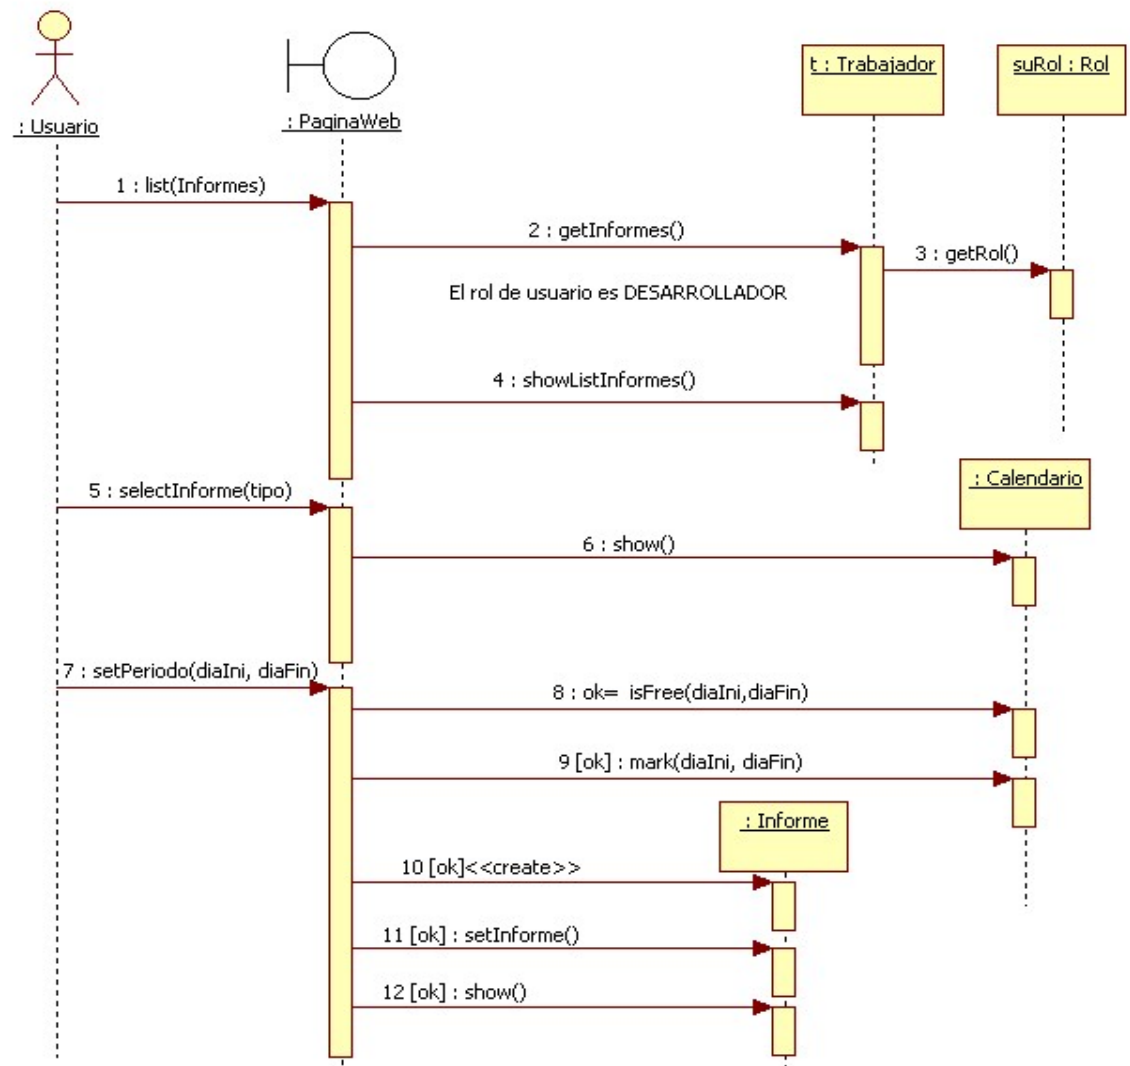 t : Trabajador
suRol : Rol
: Usuario
: PaginaWeb
1 : list(Informes)
2 : getInformes()
3 : getRol()
El rol de usuario es DESARROLLADOR
4 : showListInformes()
: Calendario
5 : selectInforme(tipo)
6 : show()
7 : setPeriodo(diaIni, diaFin)
8 : ok= isFree(diaIni,diaFin)
9 [ok] : mark(diaIni, diaFin)
: Informe
10 [ok]<<create>>
11 [ok] : setInforme()
12 [ok] : show()